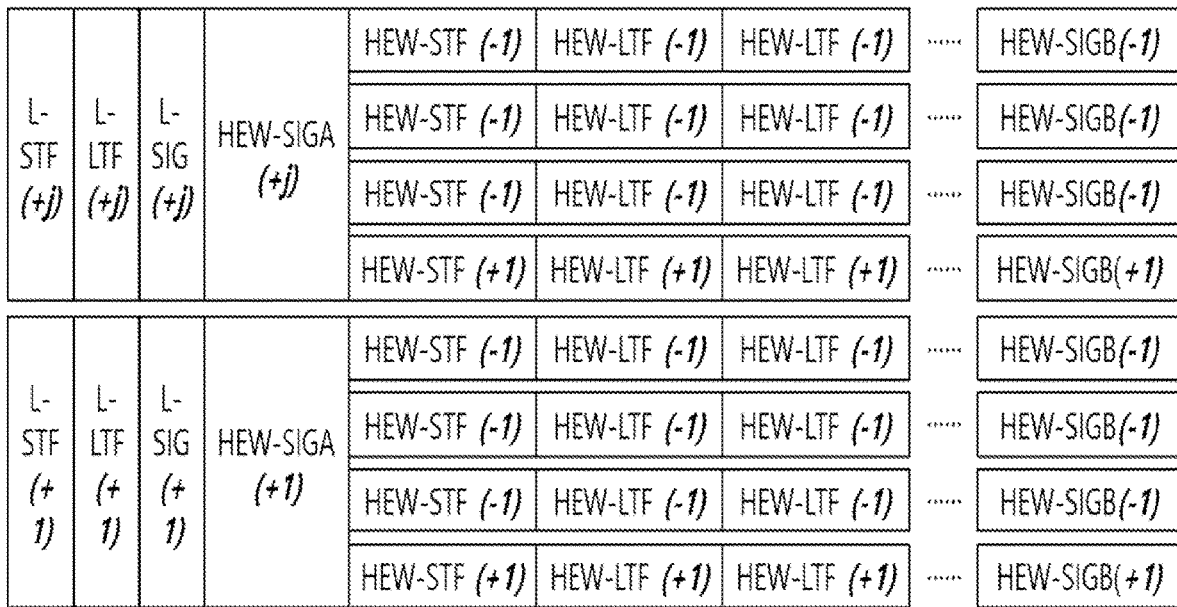 HEW-STF (-1) HEW-LTF (-1) HEW-LTF (-1) ...... HEW-SIGB(-1)
L-STF (+j) L-LTF (+j) L-SIG (+j) HEW-SIGA (+j)
HEW-STF (-1) HEW-LTF (-1) HEW-LTF (-1) ...... HEW-SIGB(-1)
HEW-STF (-1) HEW-LTF (-1) HEW-LTF (-1) ...... HEW-SIGB(-1)
HEW-STF (+1) HEW-LTF (+1) HEW-LTF (+1) ...... HEW-SIGB(+1)
HEW-STF (-1) HEW-LTF (-1) HEW-LTF (-1) ...... HEW-SIGB(-1)
L-STF (+1) L-LTF (+1) L-SIG (+1) HEW-SIGA (+1)
HEW-STF (-1) HEW-LTF (-1) HEW-LTF (-1) ...... HEW-SIGB(-1)
HEW-STF (-1) HEW-LTF (-1) HEW-LTF (-1) ...... HEW-SIGB(-1)
HEW-STF (+1) HEW-LTF (+1) HEW-LTF (+1) ...... HEW-SIGB(+1)